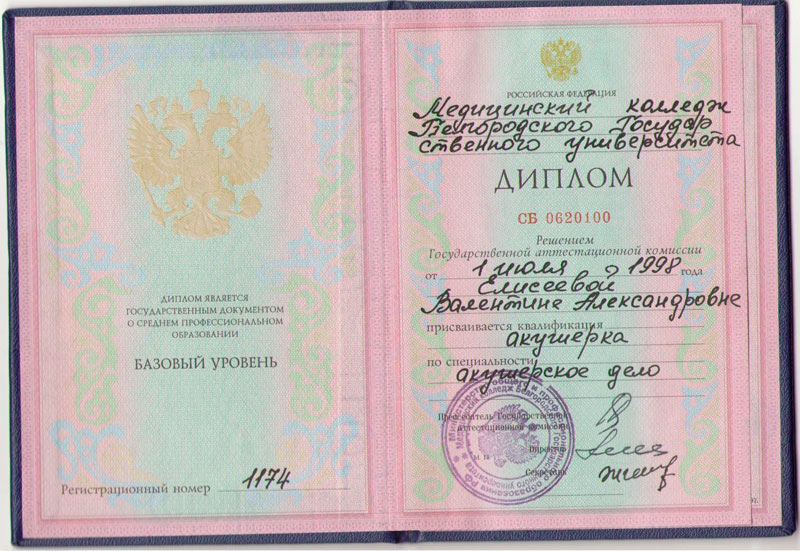 ДИПЛОМ ЯВЛЯЕТСЯ
ГОСУДАРСТВЕННЫМ ДОКУМЕНТОМ
О СРЕДНЕМ ПРОФЕССИОНАЛЬНОМ
ОБРАЗОВАНИИ
БАЗОВЫЙ УРОВЕНЬ
Регистрационный номер 1174
РОССИЙСКАЯ ФЕДЕРАЦИЯ
Медицинский колледж
Белгородского Государ
ственного университета
ДИПЛОМ
СБ 0620100
Решением
Государственной аттестационной комиссии
от 1 июля 1998 года
Елисеевой
Валентине Александровне
присваивается квалификация
акушерка
по специальности
акушерское дело
Председатель Государственной
аттестационной комиссии
Директор
Секретарь